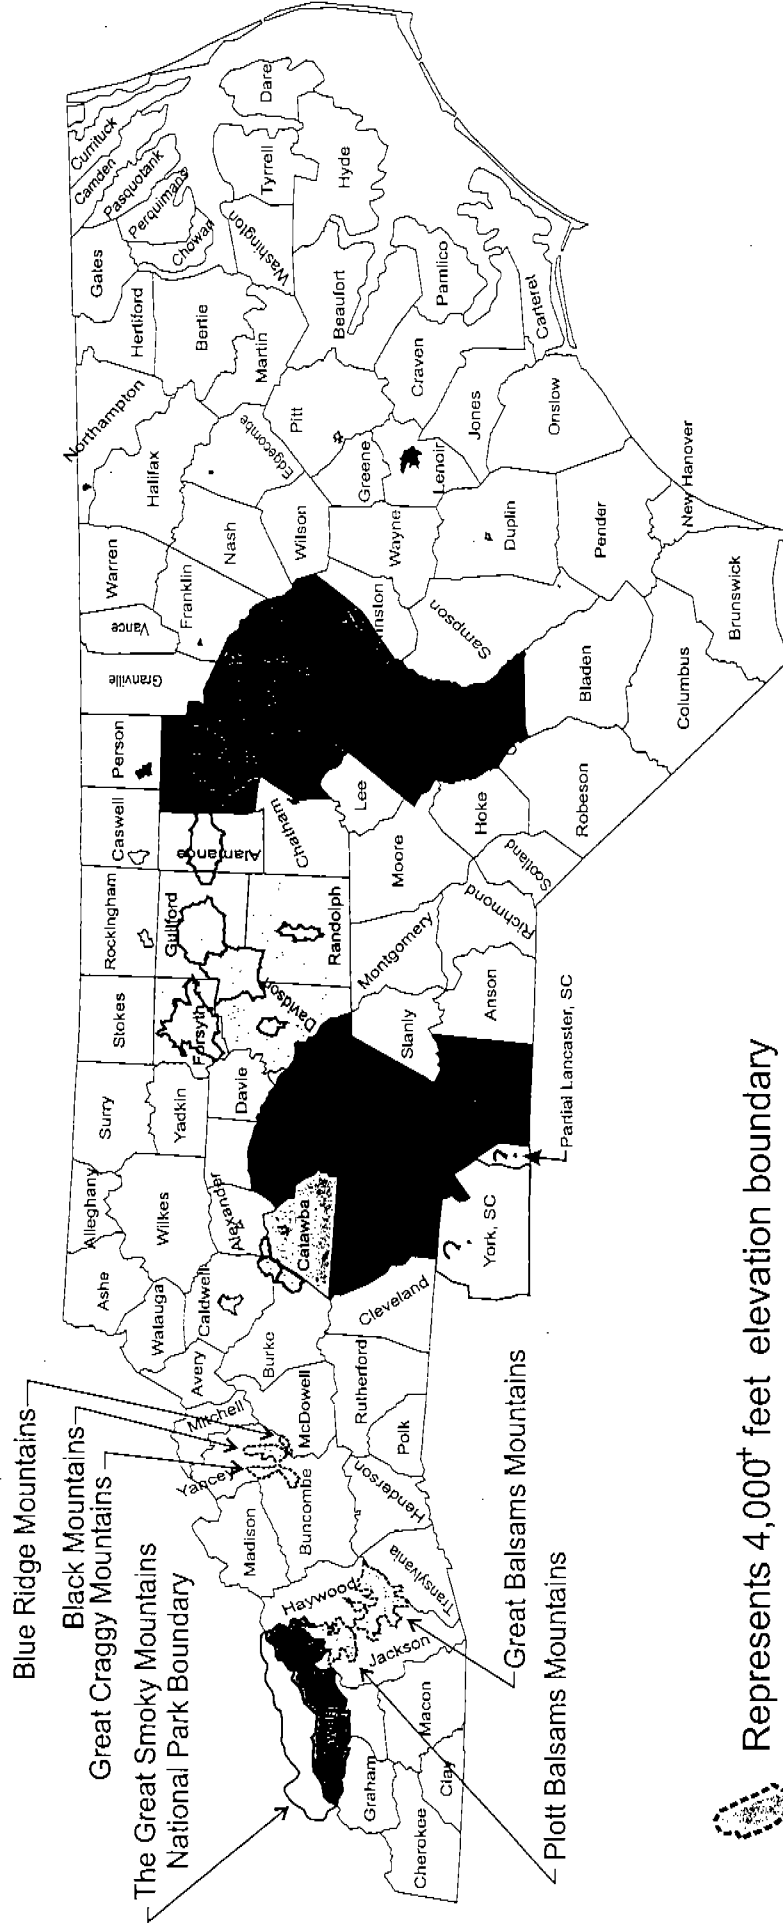 Blue Ridge Mountains
Black Mountains
Great Craggy Mountains
The Great Smoky Mountains
National Park Boundary
Great Balsams Mountains
Plott Balsams Mountains
Cherokee
Graham
Clay
Macon
Jackson
Haywood
Transylvania
Madison
Buncombe
Henderson
Yancey
Mitchell
McDowell
Polk
Rutherford
Avery
Burke
Cleveland
Watauga
Caldwell
Ashe
Alleghany
Wilkes
Alexander
Catawba
Surry
Yadkin
Davie
Stokes
Forsyth
Davidson
Stanly
Anson
? York, SC
?
Partial Lancaster, SC
Rockingham
Guilford
Randolph
Montgomery
Richmond
Caswell
Alamance
Chatham
Moore
Lee
Hoke
Scotland
Robeson
Person
Granville
Vance
Warren
Franklin
Nash
Wilson
Wayne
Sampson
Bladen
Columbus
Brunswick
New Hanover
Pender
Duplin
Onslow
Jones
Lenoir
Greene
Pitt
Edgecombe
Halifax
Northampton
Hertford
Gates
Bertie
Martin
Beaufort
Craven
Pamlico
Carteret
Washington
Tyrrell
Hyde
Dare
Chowan
Perquimans
Pasquotank
Camden
Currituck
Represents 4,000⁺ feet elevation boundary